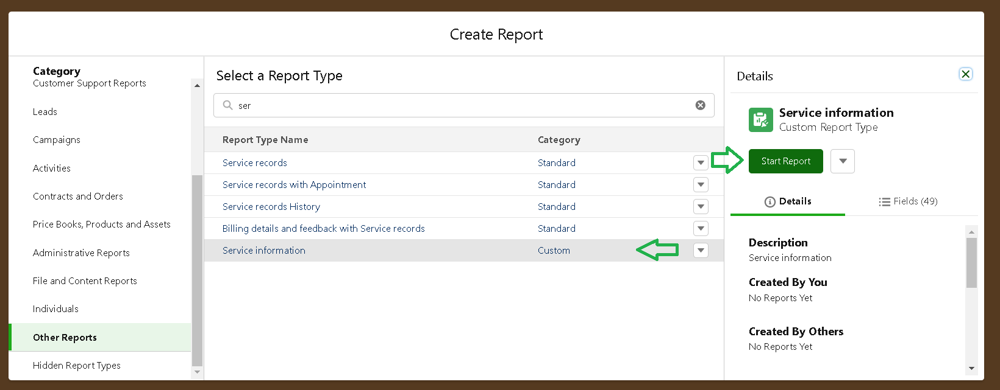 Create Report
Category
Customer Support Reports
Leads
Campaigns
Activities
Contracts and Orders
Price Books, Products and Assets
Administrative Reports
File and Content Reports
Individuals
Other Reports
Hidden Report Types
Select a Report Type
ser
Report Type Name Category
Service records Standard
Service records with Appointment Standard
Service records History Standard
Billing details and feedback with Service records Standard
Service information Custom
Details
Service information
Custom Report Type
Start Report
Details Fields (49)
Description
Service information
Created By You
No Reports Yet
Created By Others
No Reports Yet